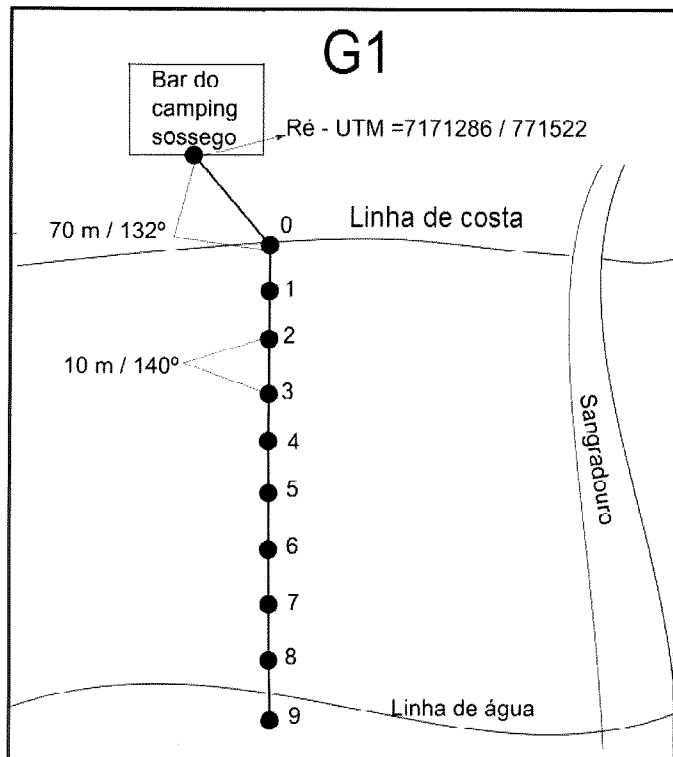 G1
Bar do
camping
sossego
Ré - UTM =7171286 / 771522
0
Linha de costa
70 m / 132º
1
2
10 m / 140º
3
4
Sangradouro
5
6
7
8
Linha de água
9